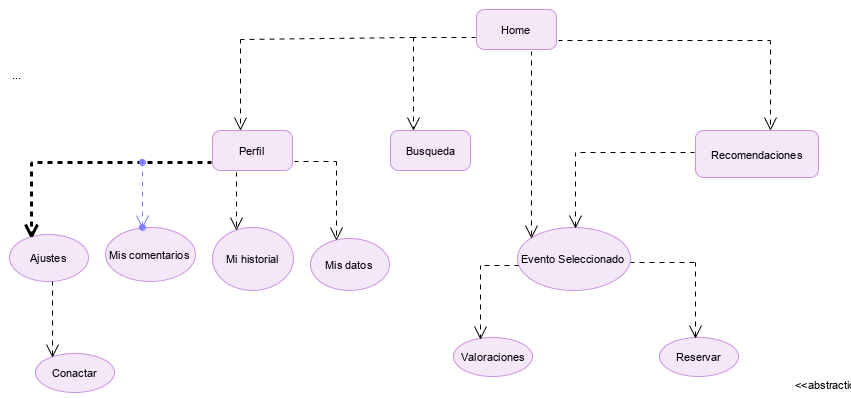 Home
...
Perfil
Busqueda
Recomendaciones
Ajustes
Mis comentarios
Mi historial
Mis datos
Evento Seleccionado
Valoraciones
Reservar
Conactar
<<abstracti